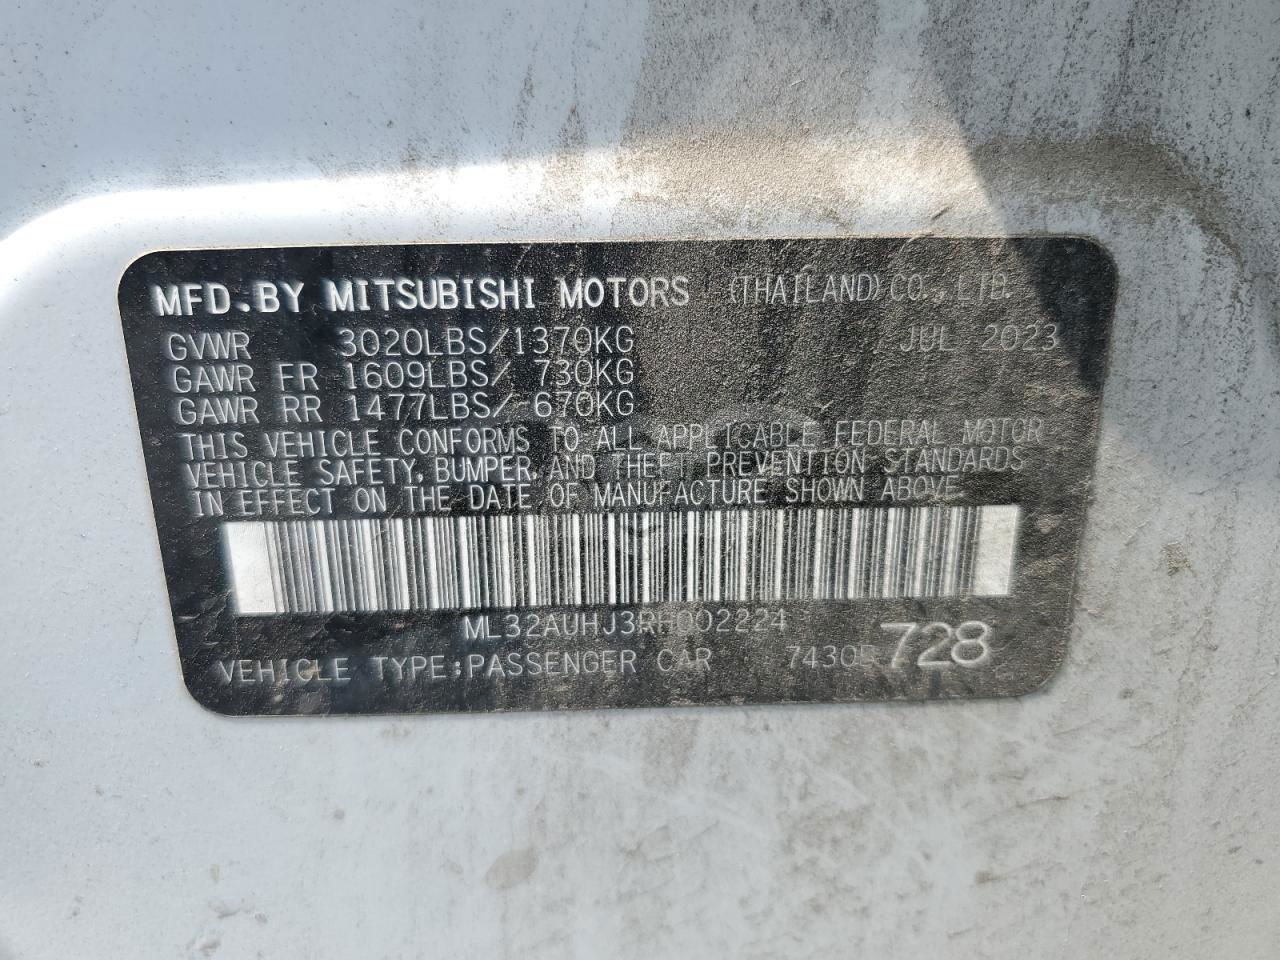 MFD.BY MITSUBISHI MOTORS (THAILAND) CO., LTD.
GVWR 3020LBS/1370KG JUL 2023
GAWR FR 1609LBS/ 730KG
GAWR RR 1477LBS/ 670KG
THIS VEHICLE CONFORMS TO ALL APPLICABLE FEDERAL MOTOR
VEHICLE SAFETY, BUMPER, AND THEFT PREVENTION STANDARDS
IN EFFECT ON THE DATE OF MANUFACTURE SHOWN ABOVE
ML32AUHJ3RH002224
VEHICLE TYPE:PASSENGER CAR 728